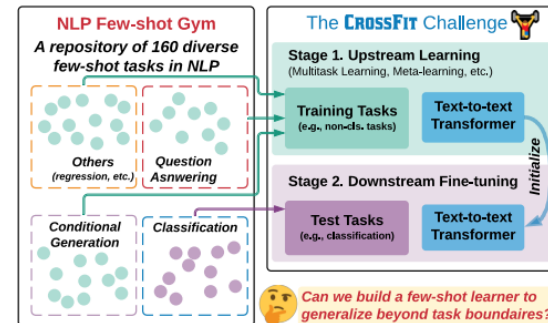 NLP Few-shot Gym
A repository of 160 diverse
few-shot tasks in NLP
Others
(regression, etc.)
Question
Asnwering
Conditional
Generation
Classification
The CROSSFIT Challenge
Stage 1. Upstream Learning
(Multitask Learning, Meta-learning, etc.)
Training Tasks
(e.g., non-cls. tasks)
Text-to-text
Transformer
Initialize
Stage 2. Downstream Fine-tuning
Test Tasks
(e.g., classification)
Text-to-text
Transformer
Can we build a few-shot learner to
generalize beyond task boundaires?